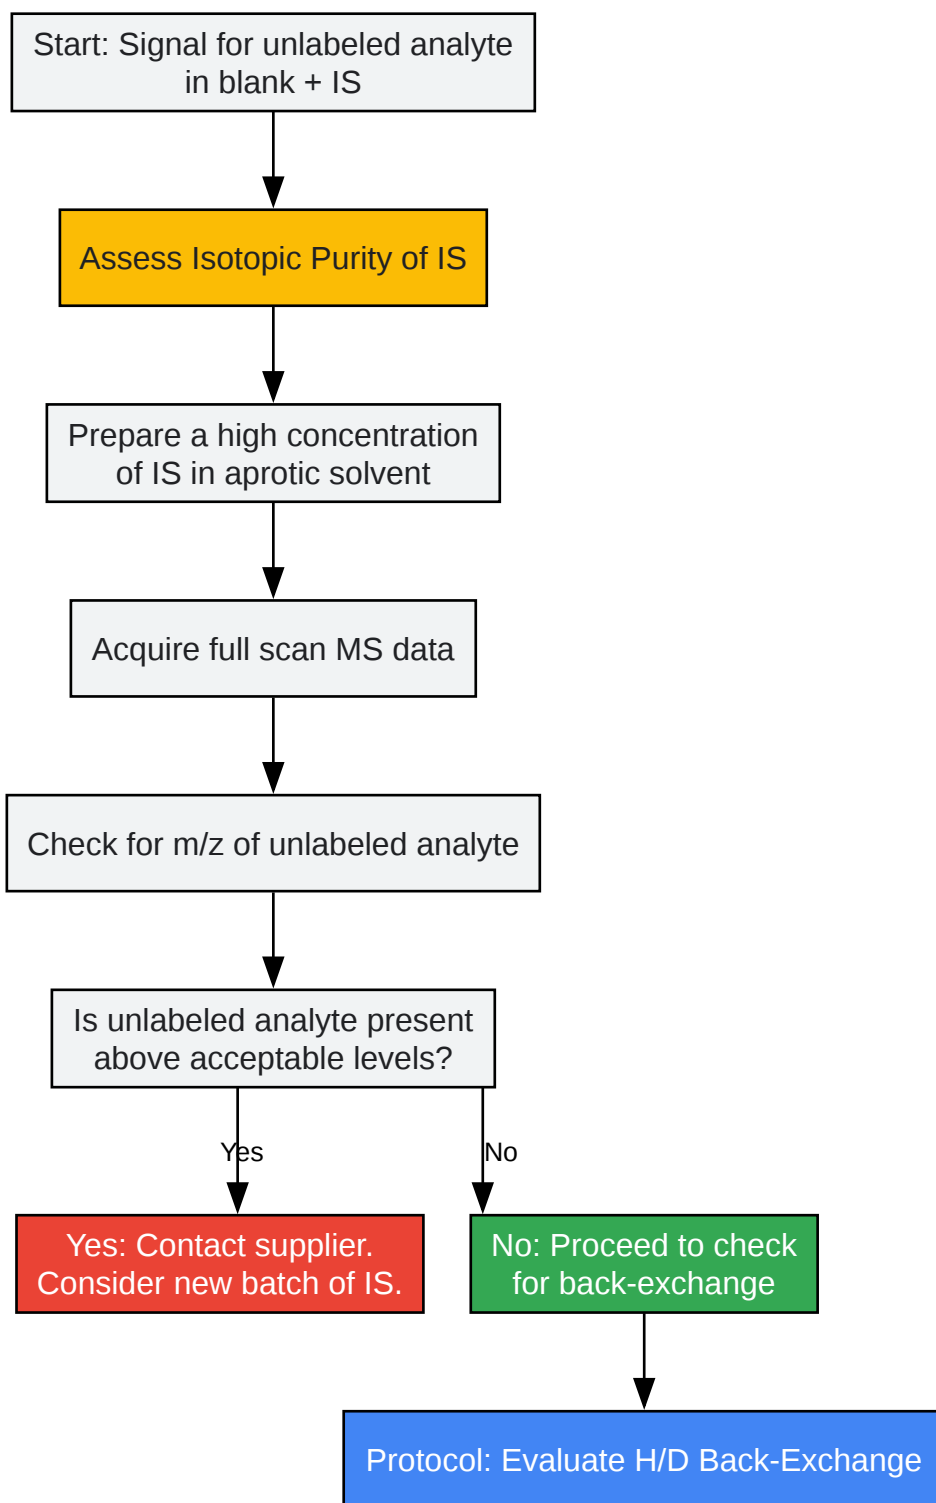 Start: Signal for unlabeled analyte
in blank + IS
Assess Isotopic Purity of IS
Prepare a high concentration
of IS in aprotic solvent
Acquire full scan MS data
Check for m/z of unlabeled analyte
Is unlabeled analyte present
above acceptable levels?
Yes
No
Yes: Contact supplier.
Consider new batch of IS.
No: Proceed to check
for back-exchange
Protocol: Evaluate H/D Back-Exchange